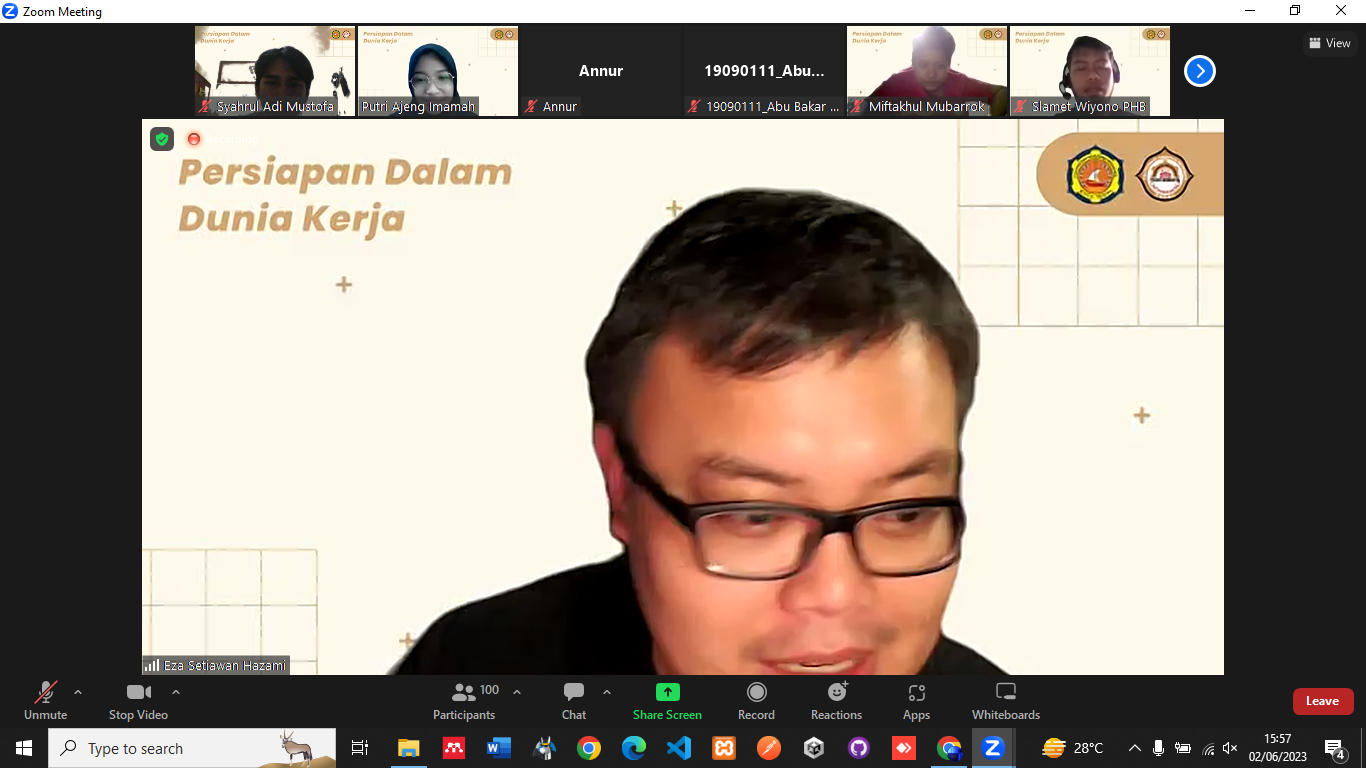 Zoom Meeting
Persiapan Dalam
Dunia Kerja
Syahrul Adi Mustofa
Persiapan Dalam
Dunia Kerja
Putri Ajeng Imamah
Annur
Annur
19090111_Abu...
19090111_Abu Bakar ...
Persiapan Dalam
Dunia Kerja
Miftakhul Mubarrok
Persiapan Dalam
Dunia Kerja
Slamet Wiyono PHB
View
Persiapan Dalam
Dunia Kerja
Eza Setiawan Hazami
Unmute
Stop Video
100
Participants
Chat
Share Screen
Record
Reactions
Apps
Whiteboards
Leave
Type to search
28°C
15:57
02/06/2023
4